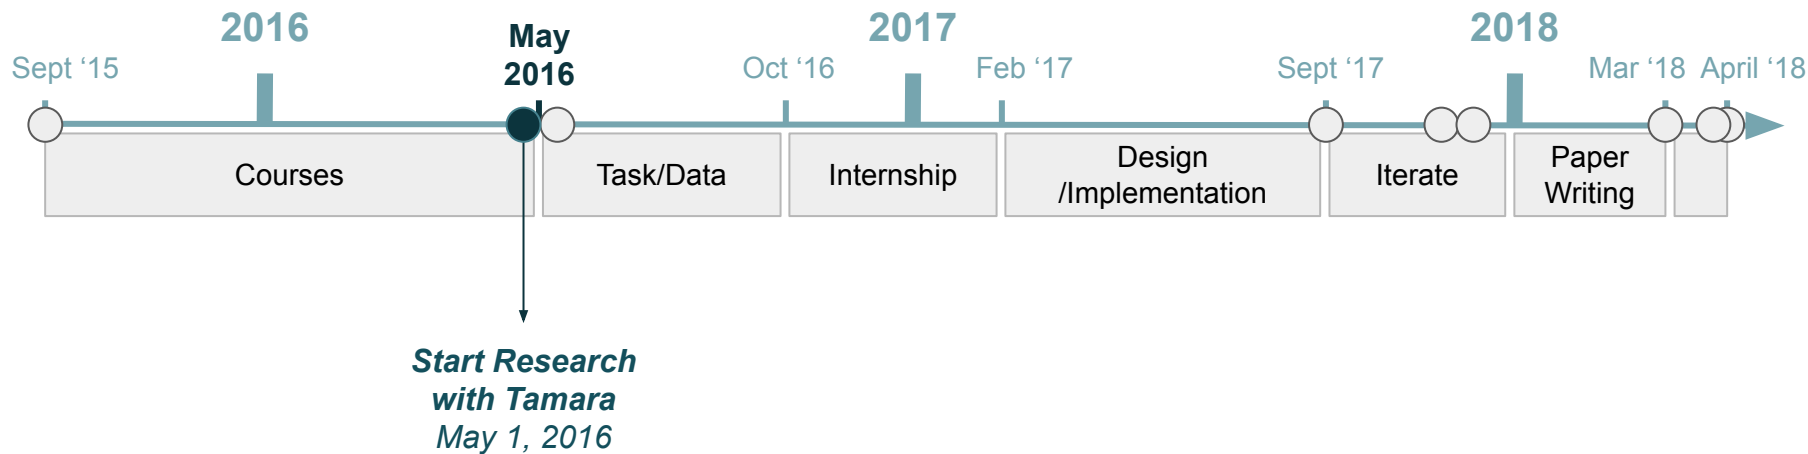 2016
May
2016
2017
2018
Sept ‘15
Oct ‘16
Feb ‘17
Sept ‘17
Mar ‘18
April ‘18
Courses
Task/Data
Internship
Design
/Implementation
Iterate
Paper
Writing
Start Research
with Tamara
May 1, 2016